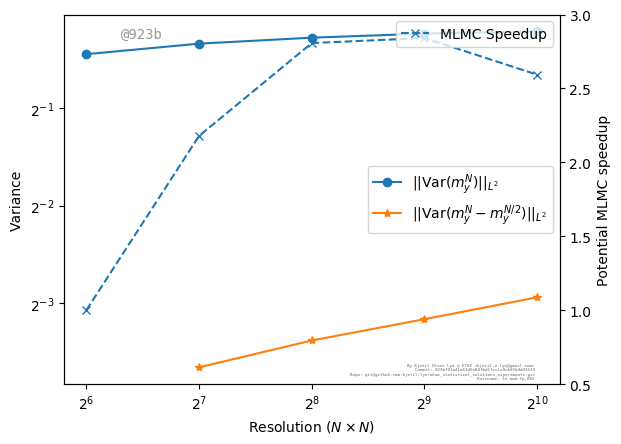 @923b
MLMC Speedup
||Var(m_y^N)||_{L^2}
||Var(m_y^N − m_y^{N/2})||_{L^2}
Variance
2^{−1}
2^{−2}
2^{−3}
3.0
2.5
2.0
1.5
1.0
0.5
Potential MLMC speedup
2^6
2^7
2^8
2^9
2^{10}
Resolution (N × N)